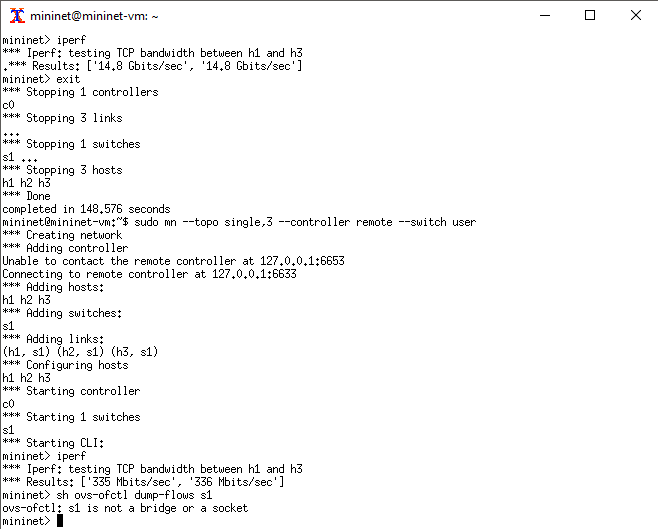 mininet@mininet-vm: ~
mininet> iperf
*** Iperf: testing TCP bandwidth between h1 and h3
.*** Results: ['14.8 Gbits/sec', '14.8 Gbits/sec']
mininet> exit
*** Stopping 1 controllers
c0
*** Stopping 3 links
...
*** Stopping 1 switches
s1 ...
*** Stopping 3 hosts
h1 h2 h3
*** Done
completed in 148.576 seconds
mininet@mininet-vm:~$ sudo mn --topo single,3 --controller remote --switch user
*** Creating network
*** Adding controller
Unable to contact the remote controller at 127.0.0.1:6653
Connecting to remote controller at 127.0.0.1:6633
*** Adding hosts:
h1 h2 h3
*** Adding switches:
s1
*** Adding links:
(h1, s1) (h2, s1) (h3, s1)
*** Configuring hosts
h1 h2 h3
*** Starting controller
c0
*** Starting 1 switches
s1
*** Starting CLI:
mininet> iperf
*** Iperf: testing TCP bandwidth between h1 and h3
*** Results: ['335 Mbits/sec', '336 Mbits/sec']
mininet> sh ovs-ofctl dump-flows s1
ovs-ofctl: s1 is not a bridge or a socket
mininet>